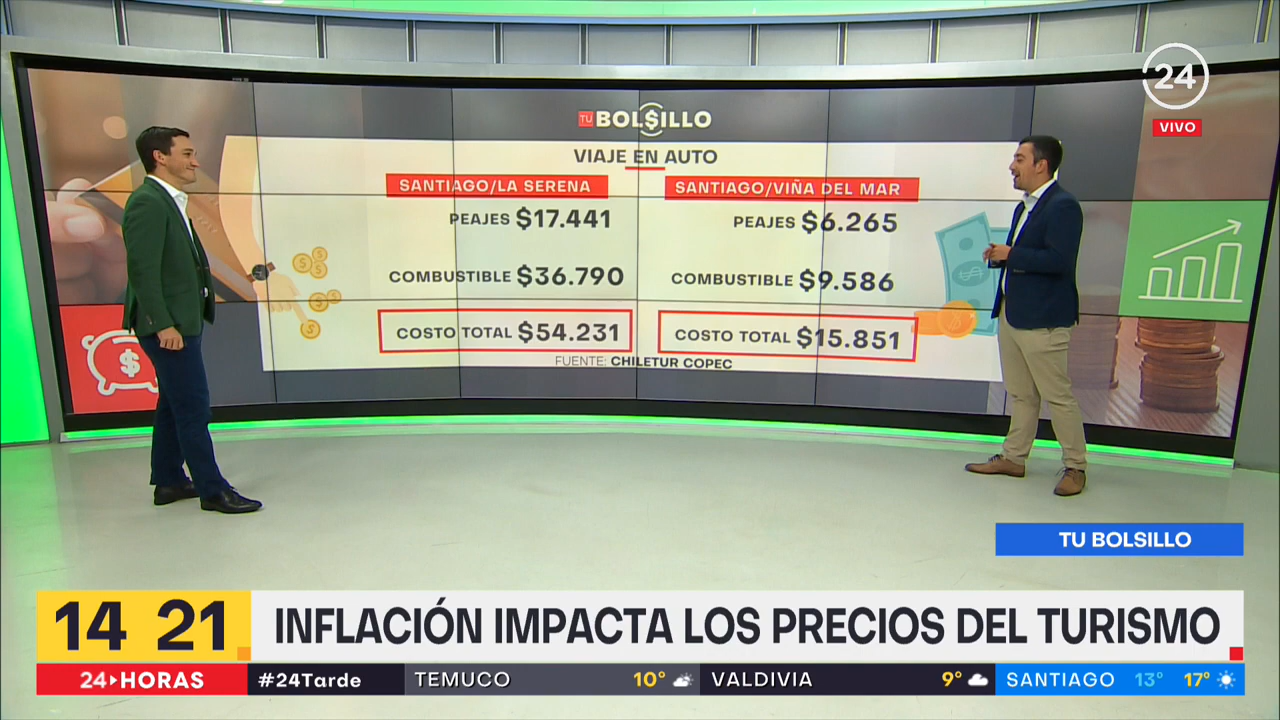 24
VIVO
TU BOL$ILLO
VIAJE EN AUTO
SANTIAGO/LA SERENA
PEAJES $17.441
COMBUSTIBLE $36.790
COSTO TOTAL $54.231
SANTIAGO/VIÑA DEL MAR
PEAJES $6.265
COMBUSTIBLE $9.586
COSTO TOTAL $15.851
FUENTE: CHILETUR COPEC
TU BOLSILLO
14 21
INFLACIÓN IMPACTA LOS PRECIOS DEL TURISMO
24 HORAS
#24Tarde
TEMUCO 10°
VALDIVIA 9°
SANTIAGO 13° 17°